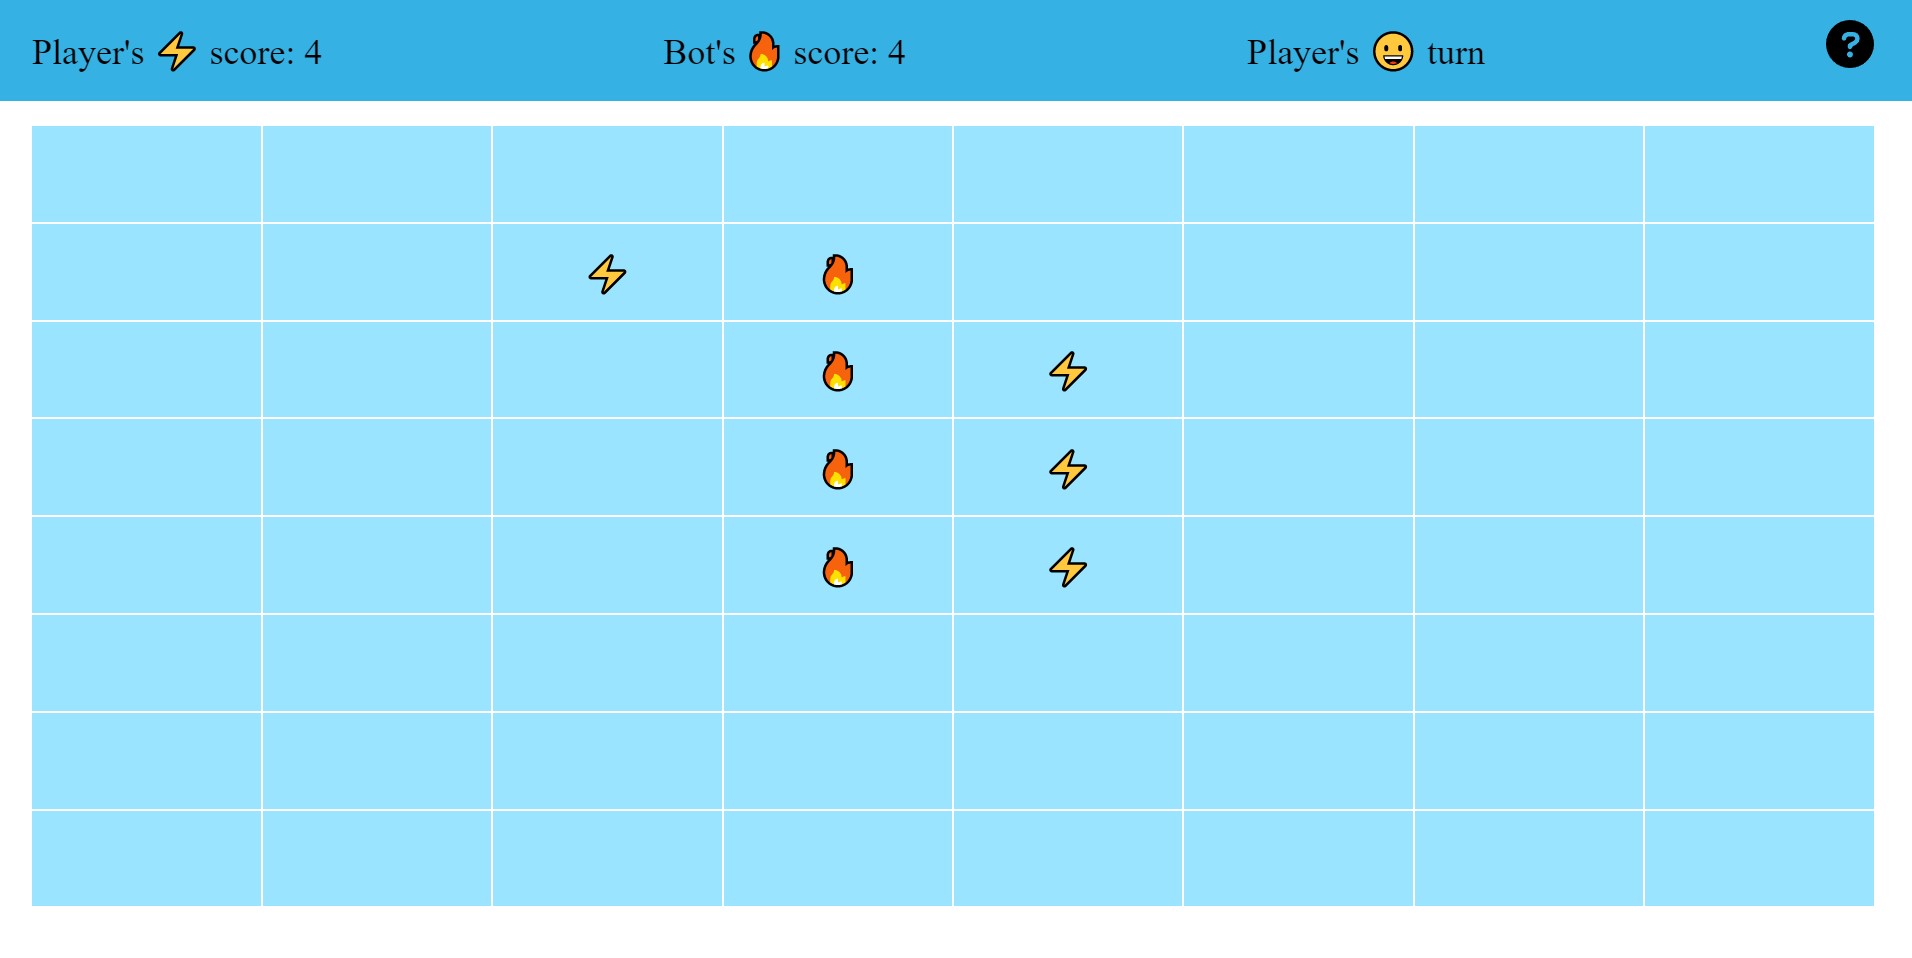 Player's ⚡ score: 4
Bot's 🔥 score: 4
Player's 😀 turn
?